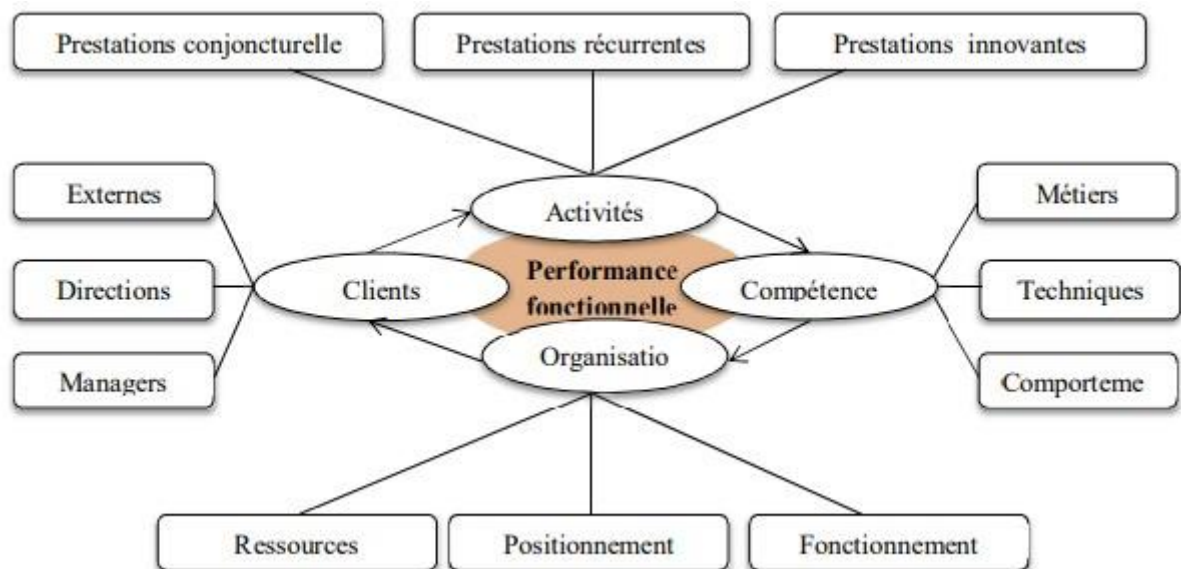 Prestations conjoncturelle
Prestations récurrentes
Prestations innovantes
Externes
Activités
Métiers
Directions
Clients
Performance
fonctionnelle
Compétence
Techniques
Managers
Organisatio
Comporteme
Ressources
Positionnement
Fonctionnement